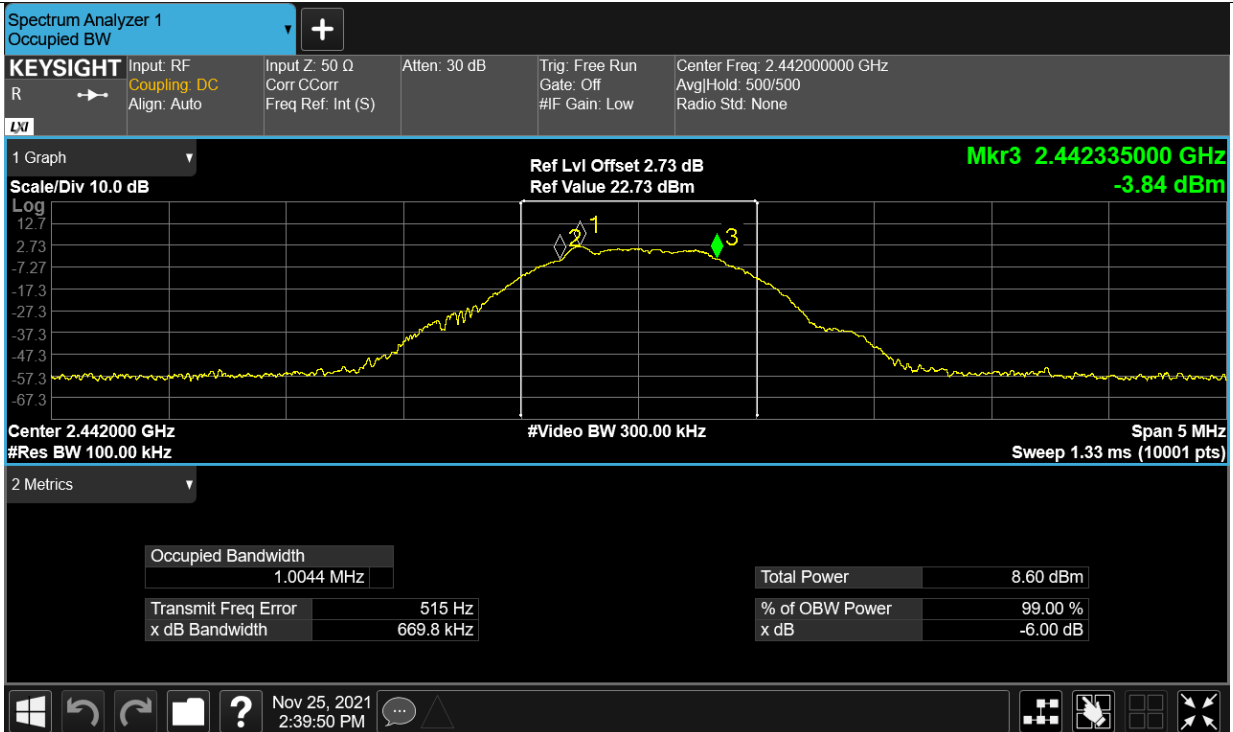 Spectrum Analyzer 1
Occupied BW
KEYSIGHT
R
LXI
Input: RF
Coupling: DC
Align: Auto
Input Z: 50 Ω
Corr CCorr
Freq Ref: Int (S)
Atten: 30 dB
Trig: Free Run
Gate: Off
#IF Gain: Low
Center Freq: 2.442000000 GHz
Avg|Hold: 500/500
Radio Std: None
1 Graph
Scale/Div 10.0 dB
Ref Lvl Offset 2.73 dB
Ref Value 22.73 dBm
Mkr3 2.442335000 GHz
-3.84 dBm
Log
12.7
2.73
-7.27
-17.3
-27.3
-37.3
-47.3
-57.3
-67.3
2
1
3
Center 2.442000 GHz
#Res BW 100.00 kHz
#Video BW 300.00 kHz
Span 5 MHz
Sweep 1.33 ms (10001 pts)
2 Metrics
Occupied Bandwidth
1.0044 MHz
Transmit Freq Error 515 Hz
x dB Bandwidth 669.8 kHz
Total Power 8.60 dBm
% of OBW Power 99.00 %
x dB -6.00 dB
?
Nov 25, 2021
2:39:50 PM